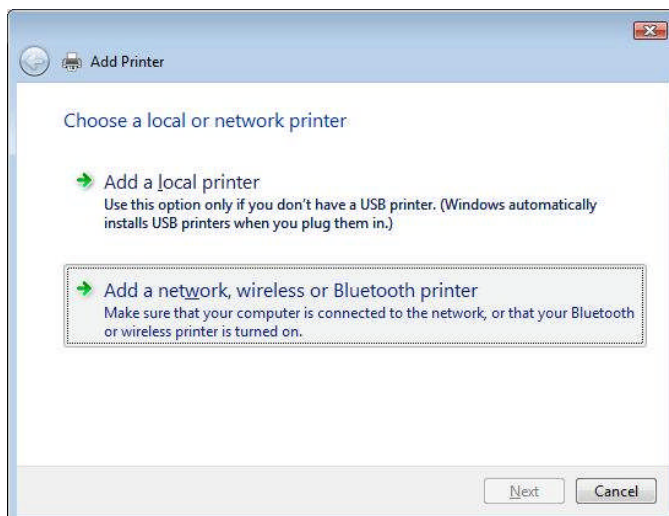 Add Printer
Choose a local or network printer
Add a local printer
Use this option only if you don't have a USB printer. (Windows automatically
installs USB printers when you plug them in.)
Add a network, wireless or Bluetooth printer
Make sure that your computer is connected to the network, or that your Bluetooth
or wireless printer is turned on.
Next
Cancel